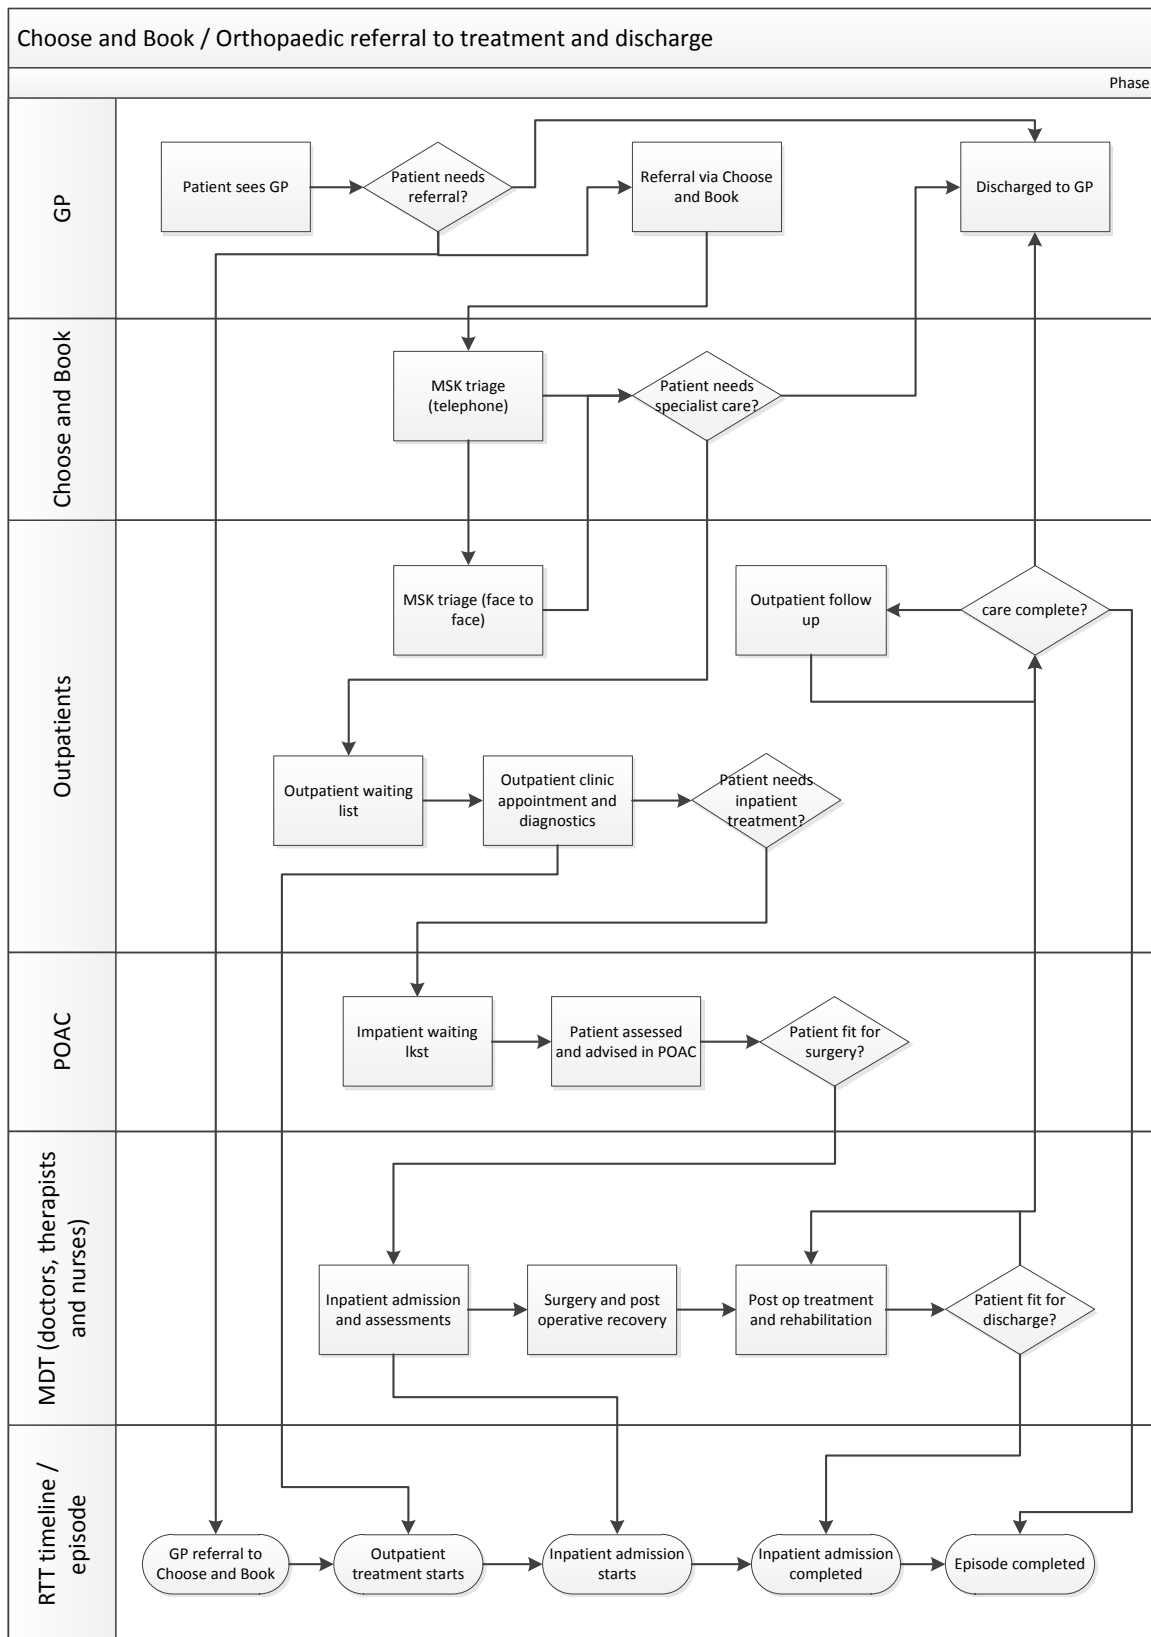 Choose and Book / Orthopaedic referral to treatment and discharge
Phase
GP
Patient sees GP
Patient needs
referral?
Referral via Choose
and Book
Discharged to GP
Choose and Book
MSK triage
(telephone)
Patient needs
specialist care?
Outpatients
MSK triage (face to
face)
Outpatient follow
up
care complete?
Outpatient waiting
list
Outpatient clinic
appointment and
diagnostics
Patient needs
inpatient
treatment?
POAC
Impatient waiting
lkst
Patient assessed
and advised in POAC
Patient fit for
surgery?
MDT (doctors, therapists
and nurses)
Inpatient admission
and assessments
Surgery and post
operative recovery
Post op treatment
and rehabilitation
Patient fit for
discharge?
RTT timeline /
episode
GP referral to
Choose and Book
Outpatient
treatment starts
Inpatient admission
starts
Inpatient admission
completed
Episode completed